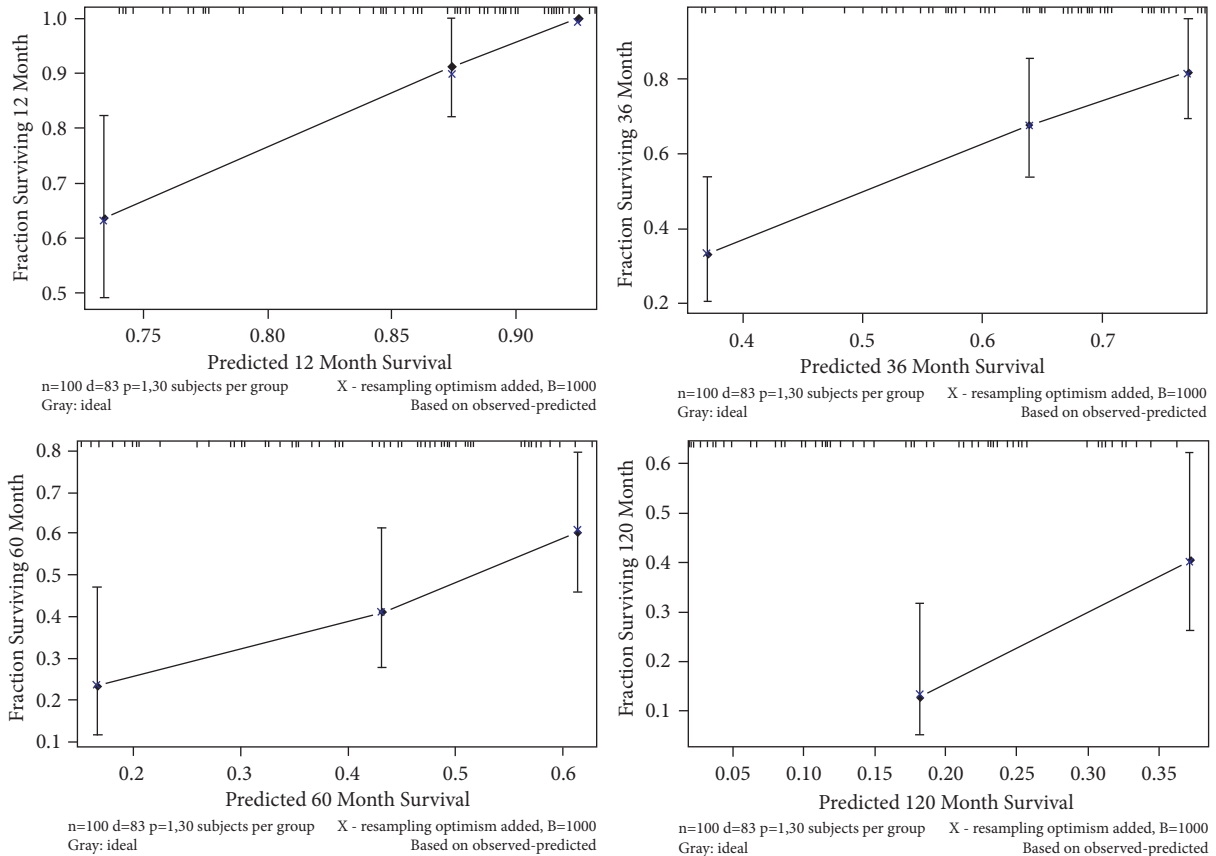 Fraction Surviving 12 Month
1.0
0.9
0.8
0.7
0.6
0.5
0.75 0.80 0.85 0.90
Predicted 12 Month Survival
n=100 d=83 p=1,30 subjects per group X - resampling optimism added, B=1000
Gray: ideal Based on observed-predicted
Fraction Surviving 36 Month
0.8
0.6
0.4
0.2
0.4 0.5 0.6 0.7
Predicted 36 Month Survival
n=100 d=83 p=1,30 subjects per group X - resampling optimism added, B=1000
Gray: ideal Based on observed-predicted
Fraction Surviving 60 Month
0.8
0.7
0.6
0.5
0.4
0.3
0.2
0.1
0.2 0.3 0.4 0.5 0.6
Predicted 60 Month Survival
n=100 d=83 p=1,30 subjects per group X - resampling optimism added, B=1000
Gray: ideal Based on observed-predicted
Fraction Surviving 120 Month
0.6
0.5
0.4
0.3
0.2
0.1
0.05 0.10 0.15 0.20 0.25 0.30 0.35
Predicted 120 Month Survival
n=100 d=83 p=1,30 subjects per group X - resampling optimism added, B=1000
Gray: ideal Based on observed-predicted